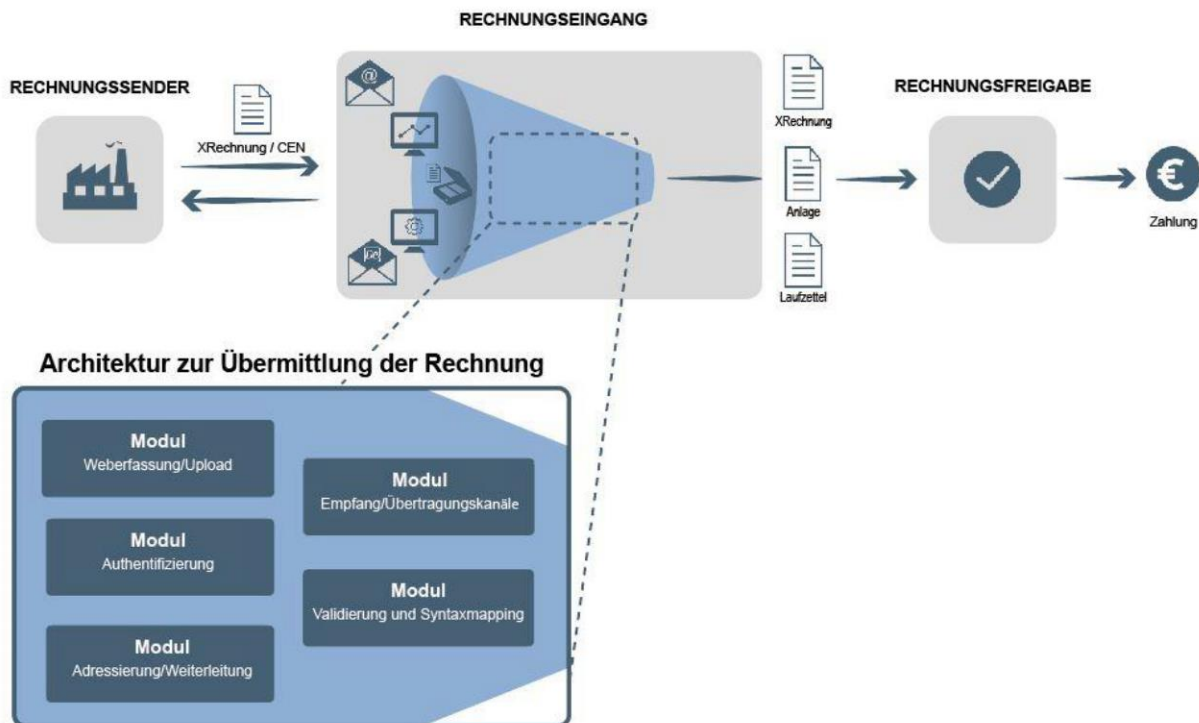 RECHNUNGSEINGANG
RECHNUNGSSENDER
XRechnung / CEN
@
XRechnung
Anlage
Laufzettel
RECHNUNGSFREIGABE
€
Zahlung
Architektur zur Übermittlung der Rechnung
Modul
Weberfassung/Upload
Modul
Authentifizierung
Modul
Adressierung/Weiterleitung
Modul
Empfang/Übertragungskanäle
Modul
Validierung und Syntaxmapping